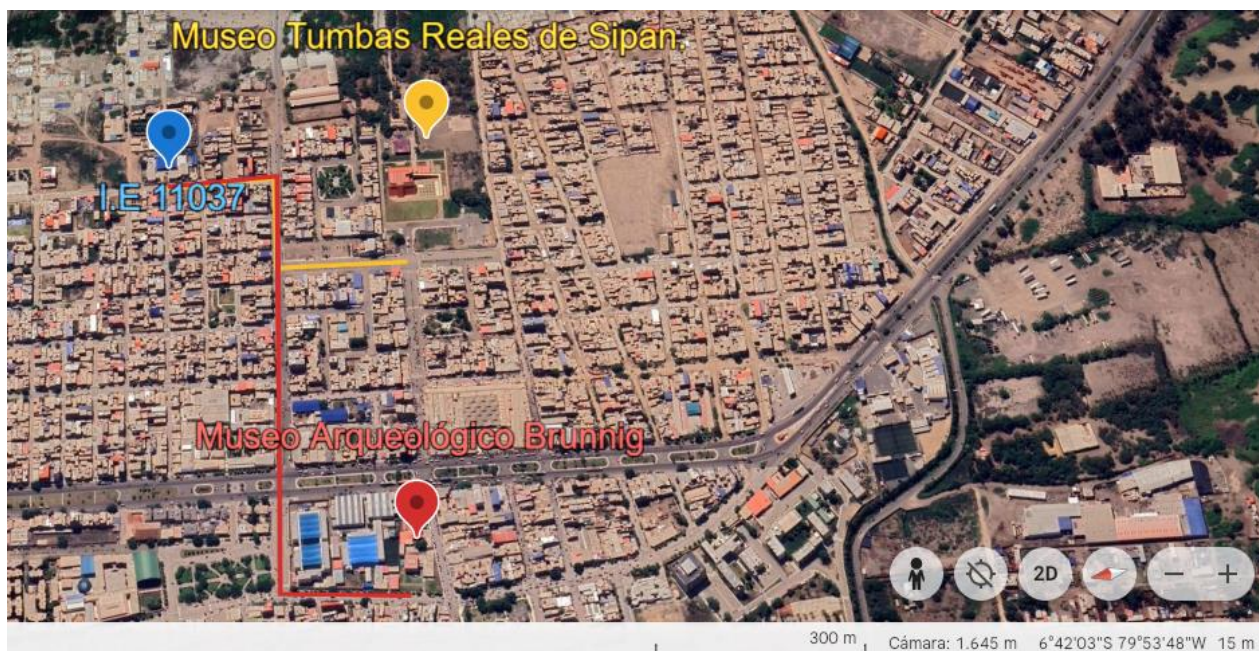 Museo Tumbas Reales de Sipan.
I.E 11037
Museo Arqueológico Brunnig
2D
300 m
Cámara: 1.645 m 6°42'03"S 79°53'48"W 15 m